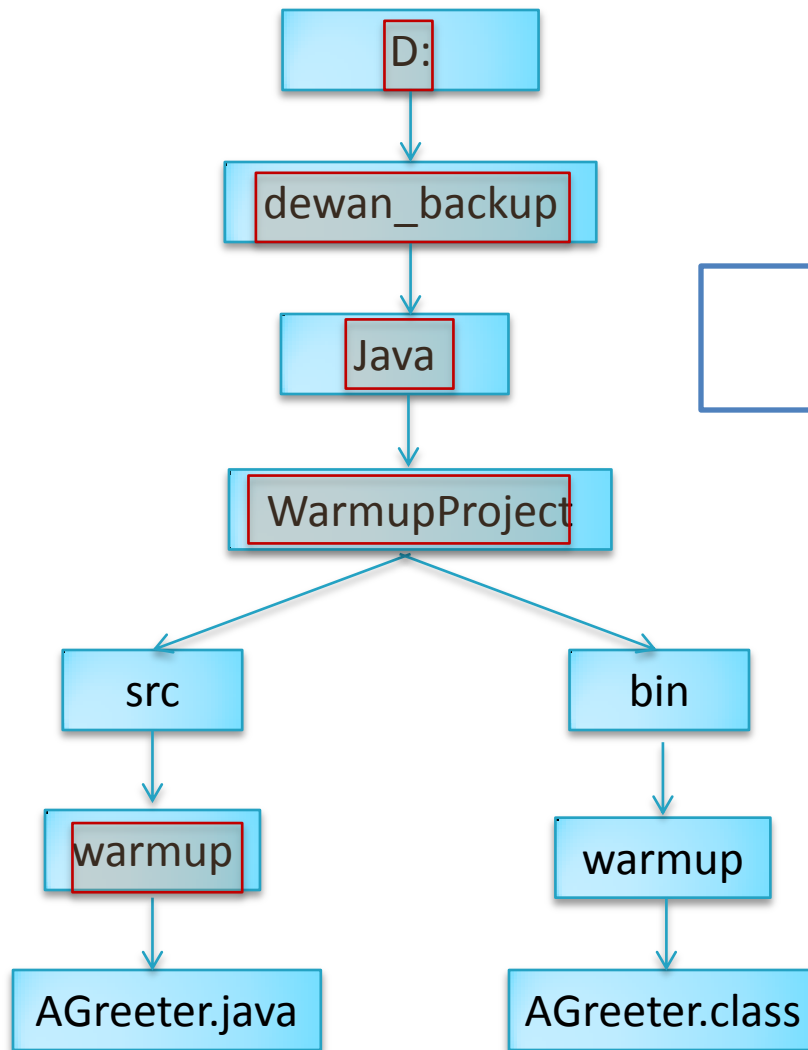 D:
dewan_backup
Java
WarmupProject
src
bin
warmup
warmup
AGreeter.java
AGreeter.class